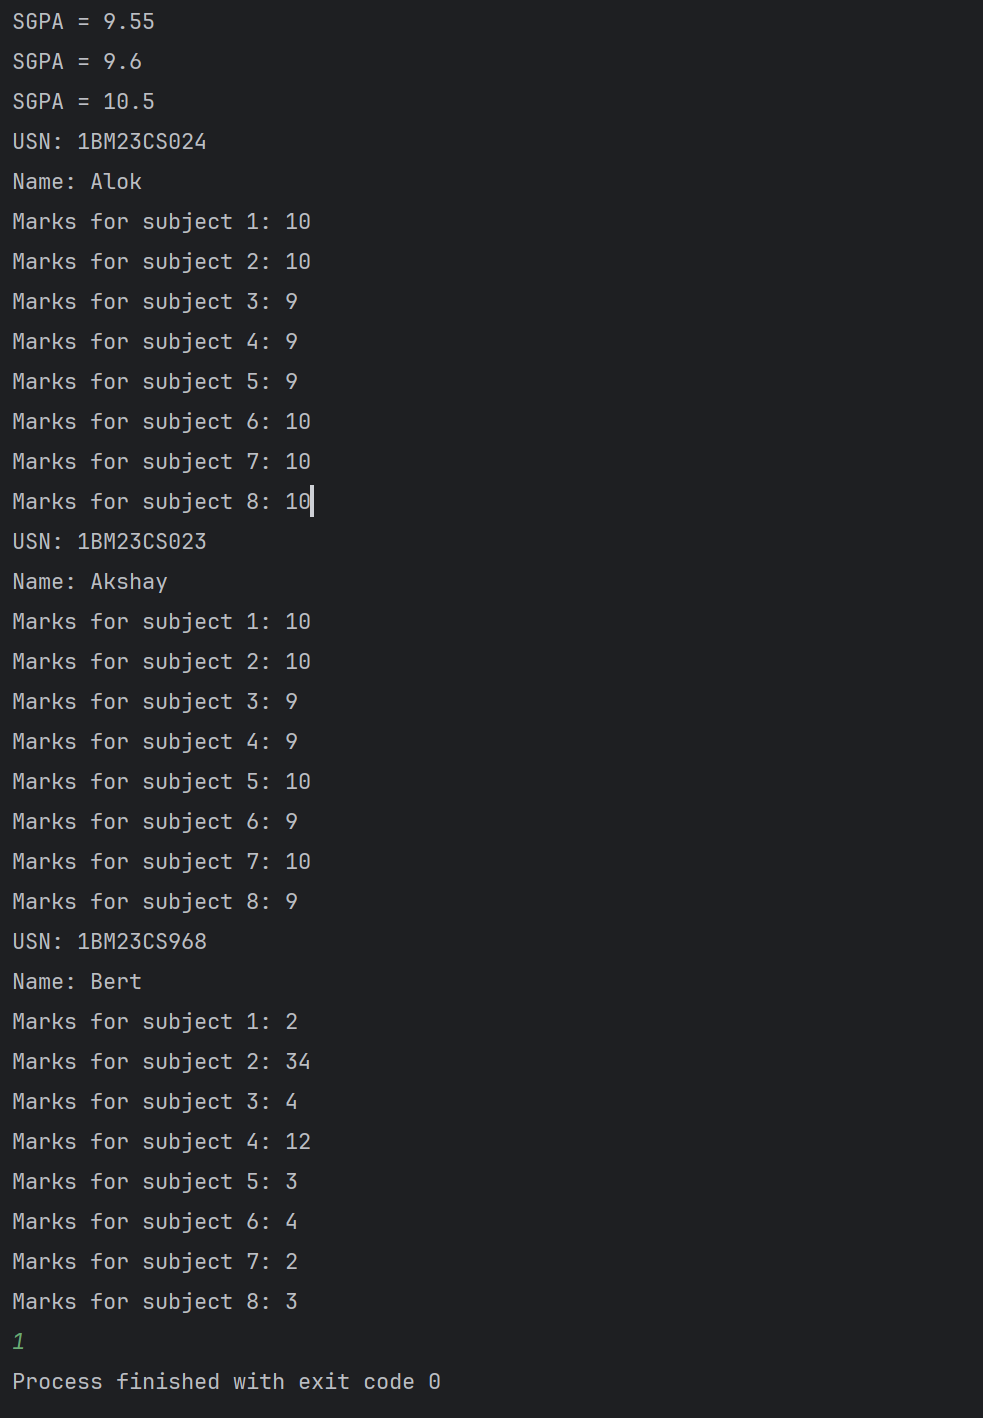 SGPA = 9.55
SGPA = 9.6
SGPA = 10.5
USN: 1BM23CS024
Name: Alok
Marks for subject 1: 10
Marks for subject 2: 10
Marks for subject 3: 9
Marks for subject 4: 9
Marks for subject 5: 9
Marks for subject 6: 10
Marks for subject 7: 10
Marks for subject 8: 10
USN: 1BM23CS023
Name: Akshay
Marks for subject 1: 10
Marks for subject 2: 10
Marks for subject 3: 9
Marks for subject 4: 9
Marks for subject 5: 10
Marks for subject 6: 9
Marks for subject 7: 10
Marks for subject 8: 9
USN: 1BM23CS968
Name: Bert
Marks for subject 1: 2
Marks for subject 2: 34
Marks for subject 3: 4
Marks for subject 4: 12
Marks for subject 5: 3
Marks for subject 6: 4
Marks for subject 7: 2
Marks for subject 8: 3
1
Process finished with exit code 0